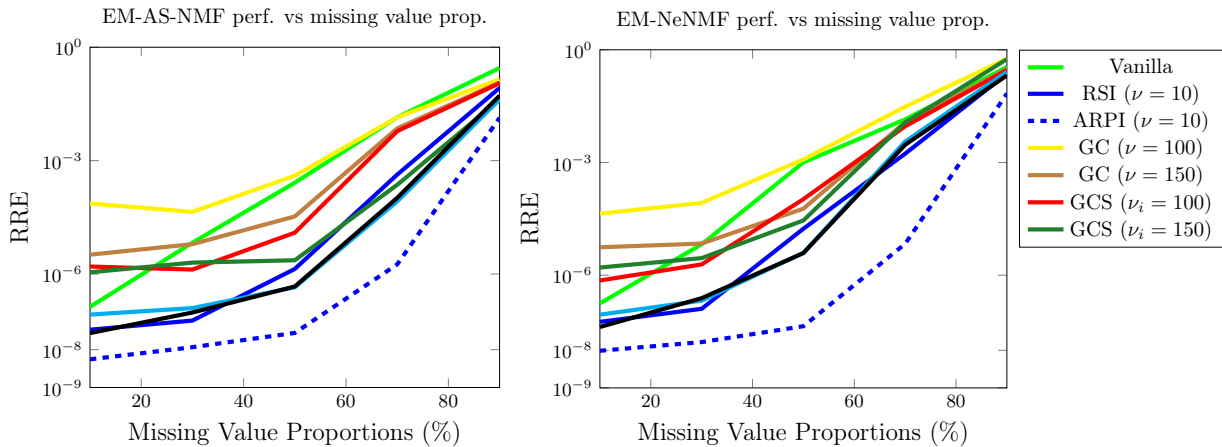 EM-AS-NMF perf. vs missing value prop.
10^0
10^{-3}
10^{-6}
10^{-8}
10^{-9}
RRE
20 40 60 80
Missing Value Proportions (%)
EM-NeNMF perf. vs missing value prop.
10^0
10^{-3}
10^{-6}
10^{-8}
10^{-9}
RRE
20 40 60 80
Missing Value Proportions (%)
Vanilla
RSI (ν = 10)
ARPI (ν = 10)
GC (ν = 100)
GC (ν = 150)
GCS (ν_i = 100)
GCS (ν_i = 150)